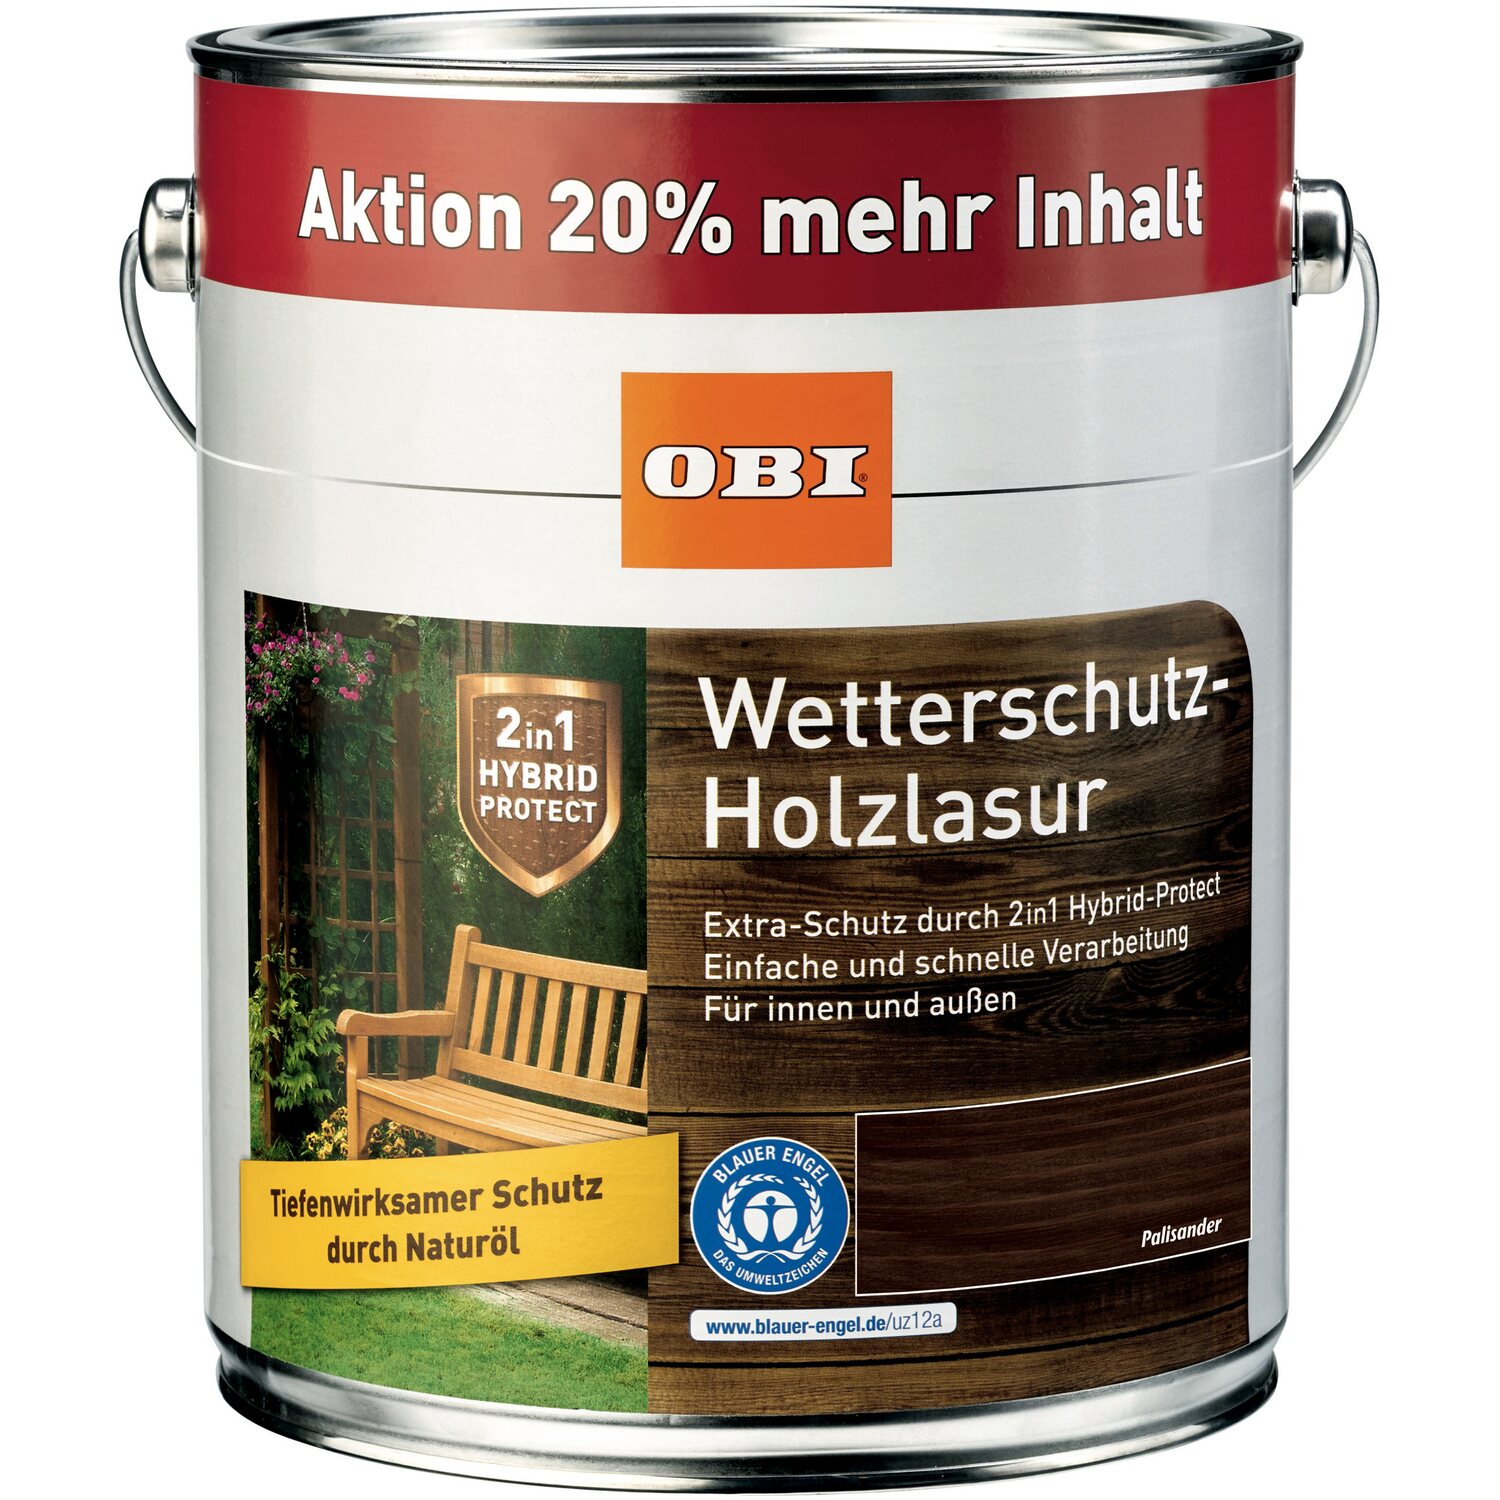 Aktion 20% mehr Inhalt
OBI®
2in1
HYBRID
PROTECT
Wetterschutz-
Holzlasur
Extra-Schutz durch 2in1 Hybrid-Protect
Einfache und schnelle Verarbeitung
Für innen und außen
Tiefenwirksamer Schutz
durch Naturöl
BLAUER ENGEL
DAS UMWELTZEICHEN
Palisander
www.blauer-engel.de/uz12a